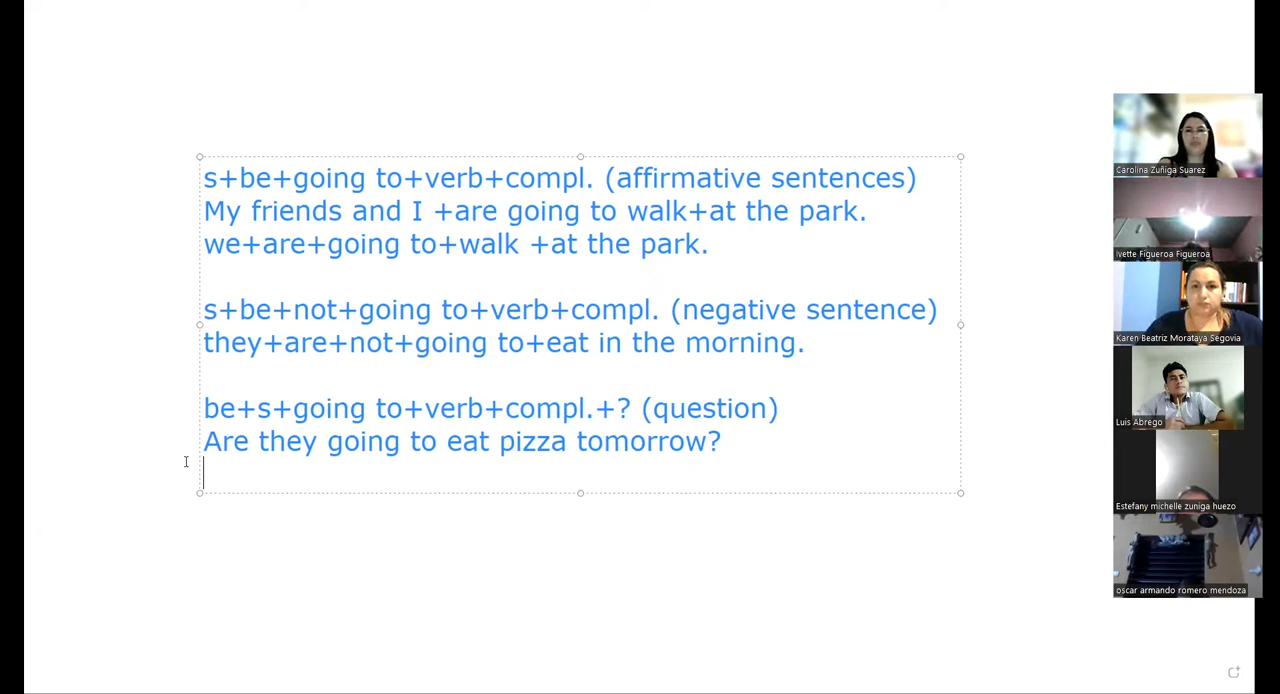 s+be+going to+verb+compl. (affirmative sentences)
My friends and I +are going to walk+at the park.
we+are+going to+walk +at the park.
s+be+not+going to+verb+compl. (negative sentence)
they+are+not+going to+eat in the morning.
be+s+going to+verb+compl.+? (question)
Are they going to eat pizza tomorrow?
Carolina Zuñiga Suarez
Ivette Figueroa Figueroa
Karen Beatriz Morataya Segovia
Luis Abrego
Estefany michelle zuniga huezo
oscar armando romero mendoza